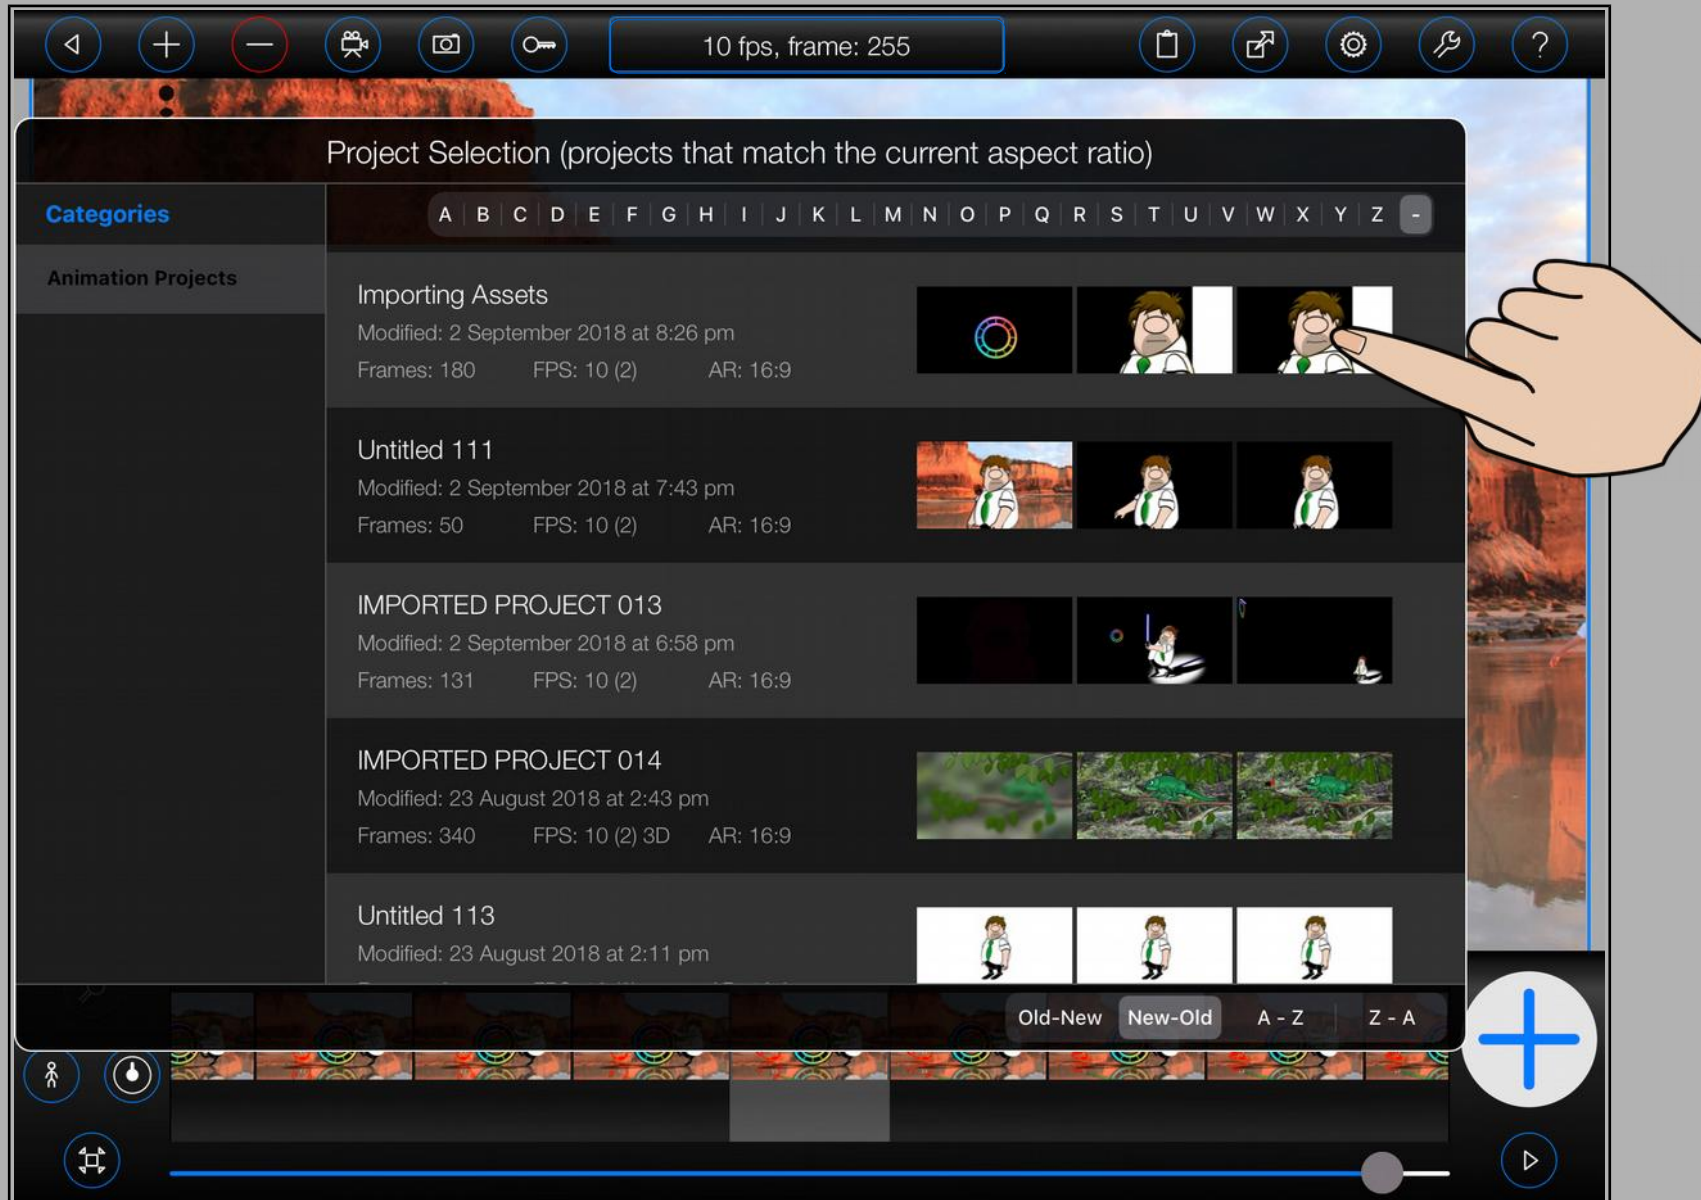 10 fps, frame: 255
?
Project Selection (projects that match the current aspect ratio)
Categories
A B C D E F G H I J K L M N O P Q R S T U V W X Y Z -
Animation Projects
Importing Assets
Modified: 2 September 2018 at 8:26 pm
Frames: 180 FPS: 10 (2) AR: 16:9
Untitled 111
Modified: 2 September 2018 at 7:43 pm
Frames: 50 FPS: 10 (2) AR: 16:9
IMPORTED PROJECT 013
Modified: 2 September 2018 at 6:58 pm
Frames: 131 FPS: 10 (2) AR: 16:9
IMPORTED PROJECT 014
Modified: 23 August 2018 at 2:43 pm
Frames: 340 FPS: 10 (2) 3D AR: 16:9
Untitled 113
Modified: 23 August 2018 at 2:11 pm
Old-New New-Old A - Z Z - A